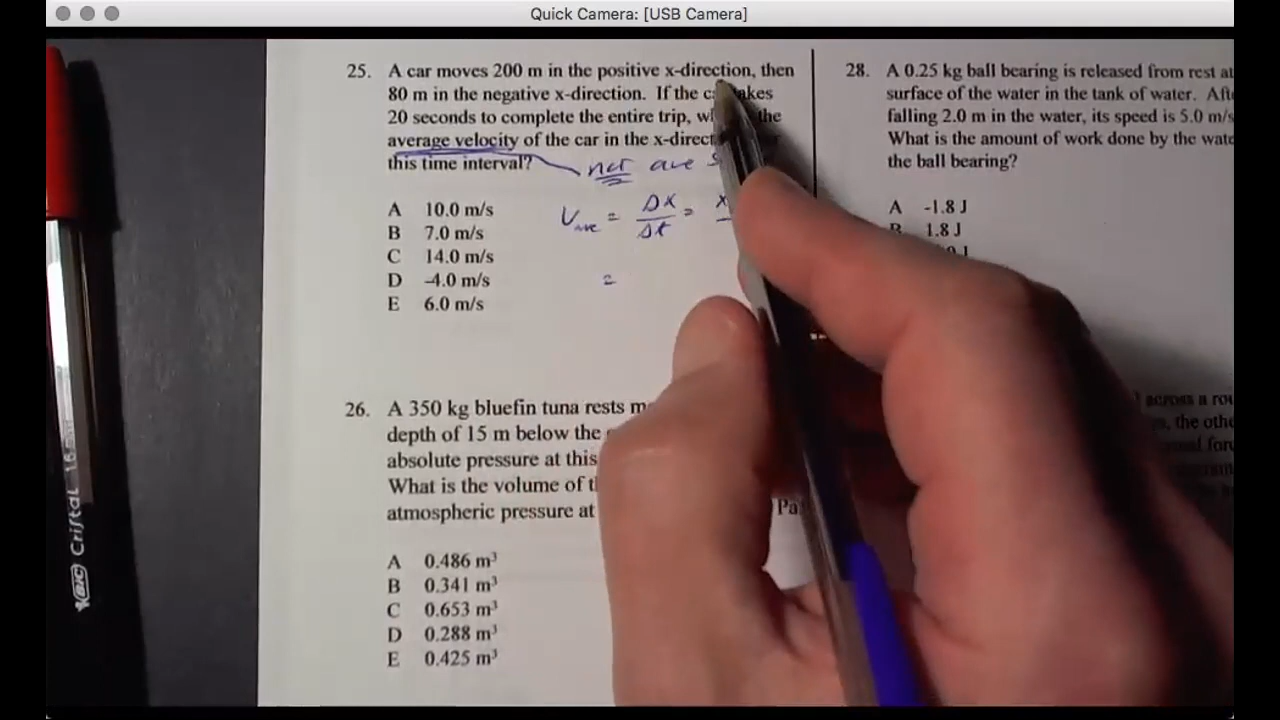 Quick Camera: [USB Camera]
25. A car moves 200 m in the positive x-direction, then
80 m in the negative x-direction. If the takes
20 seconds to complete the entire trip, the
average velocity of the car in the
this time interval?
net ave
A 10.0 m/s
B 7.0 m/s
C 14.0 m/s
D -4.0 m/s
E 6.0 m/s
Vave = Δx/Δt = x
=
26. A 350 kg bluefin tuna rests
depth of 15 m below the
absolute pressure at this
What is the volume of
atmospheric pressure at Pa
A 0.486 m³
B 0.341 m³
C 0.653 m³
D 0.288 m³
E 0.425 m³
28. A 0.25 kg ball bearing is released from rest at
surface of the water in the tank of water.
falling 2.0 m in the water, its speed is 5.0 m/s
What is the amount of work done by the
the ball bearing?
A -1.8 J
B 1.8 J
across a
the
BIC Cristal 1.6